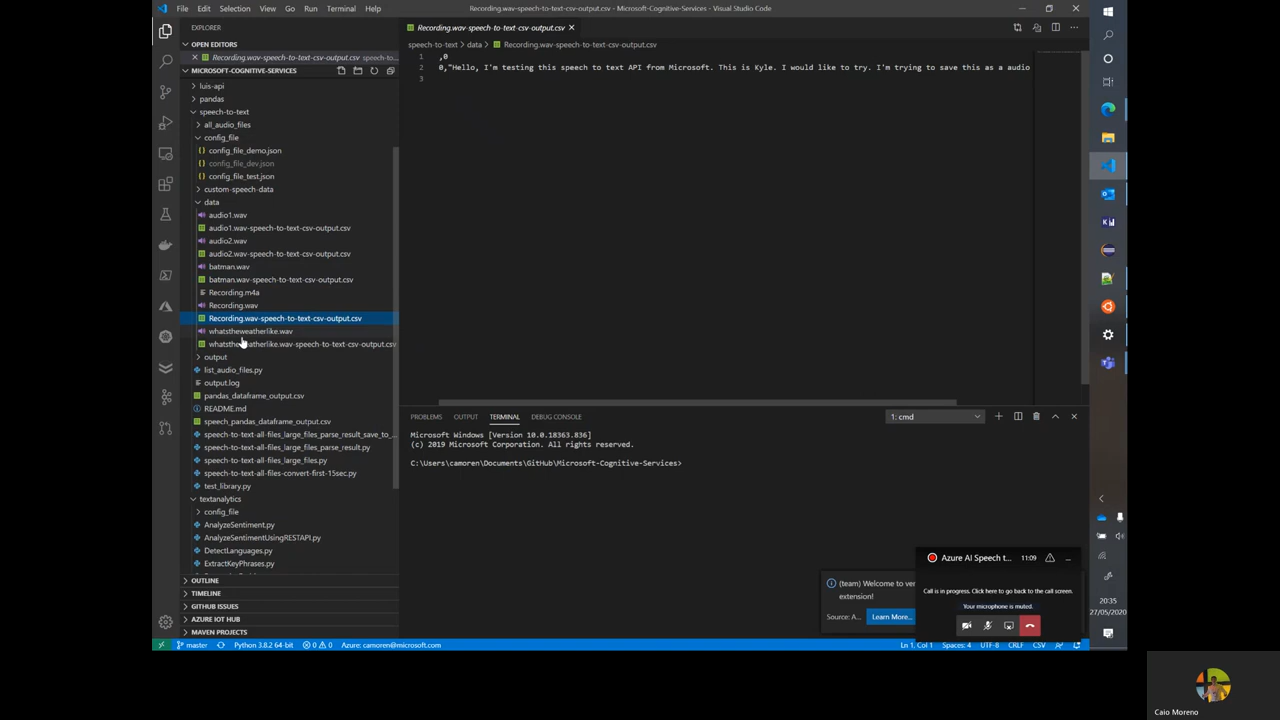 File Edit Selection View Go Run Terminal Help
Recording.wav-speech-to-text-csv-output.csv - Microsoft-Cognitive-Services - Visual Studio Code
EXPLORER
OPEN EDITORS
Recording.wav-speech-to-text-csv-output.csv speech-to...
MICROSOFT-COGNITIVE-SERVICES
luis-api
pandas
speech-to-text
all_audio_files
config_file
config_file_demo.json
config_file_dev.json
config_file_test.json
custom-speech-data
data
audio1.wav
audio1.wav-speech-to-text-csv-output.csv
audio2.wav
audio2.wav-speech-to-text-csv-output.csv
batman.wav
batman.wav-speech-to-text-csv-output.csv
Recording.m4a
Recording.wav
Recording.wav-speech-to-text-csv-output.csv
whatstheweatherlike.wav
whatstheweatherlike.wav-speech-to-text-csv-output.csv
output
list_audio_files.py
output.log
pandas_dataframe_output.csv
README.md
speech_pandas_dataframe_output.csv
speech-to-text-all-files_large_files_parse_result_save_to_...
speech-to-text-all-files_large_files_parse_result.py
speech-to-text-all-files_large_files.py
speech-to-text-all-files-convert-first-15sec.py
test_library.py
textanalytics
config_file
AnalyzeSentiment.py
AnalyzeSentimentUsingRESTAPI.py
DetectLanguages.py
ExtractKeyPhrases.py
OUTLINE
TIMELINE
GITHUB ISSUES
AZURE IOT HUB
MAVEN PROJECTS
Recording.wav-speech-to-text-csv-output.csv
speech-to-text > data > Recording.wav-speech-to-text-csv-output.csv
1 ,0
2 0,"Hello, I'm testing this speech to text API from Microsoft. This is Kyle. I would like to try. I'm trying to save this as a audio
3
PROBLEMS OUTPUT TERMINAL DEBUG CONSOLE
1: cmd
Microsoft Windows [Version 10.0.18363.836]
(c) 2019 Microsoft Corporation. All rights reserved.
C:\Users\camoren\Documents\GitHub\Microsoft-Cognitive-Services>
(team) Welcome to ver
extension!
Source: A...
Learn More...
Azure AI Speech t... 11:09
Call is in progress. Click here to go back to the call screen.
Your microphone is muted.
master Python 3.8.2 64-bit 0 0 Azure: camoren@microsoft.com
Ln 1, Col 1 Spaces: 4 UTF-8 CRLF CSV
20:35
27/05/2020
Caio Moreno